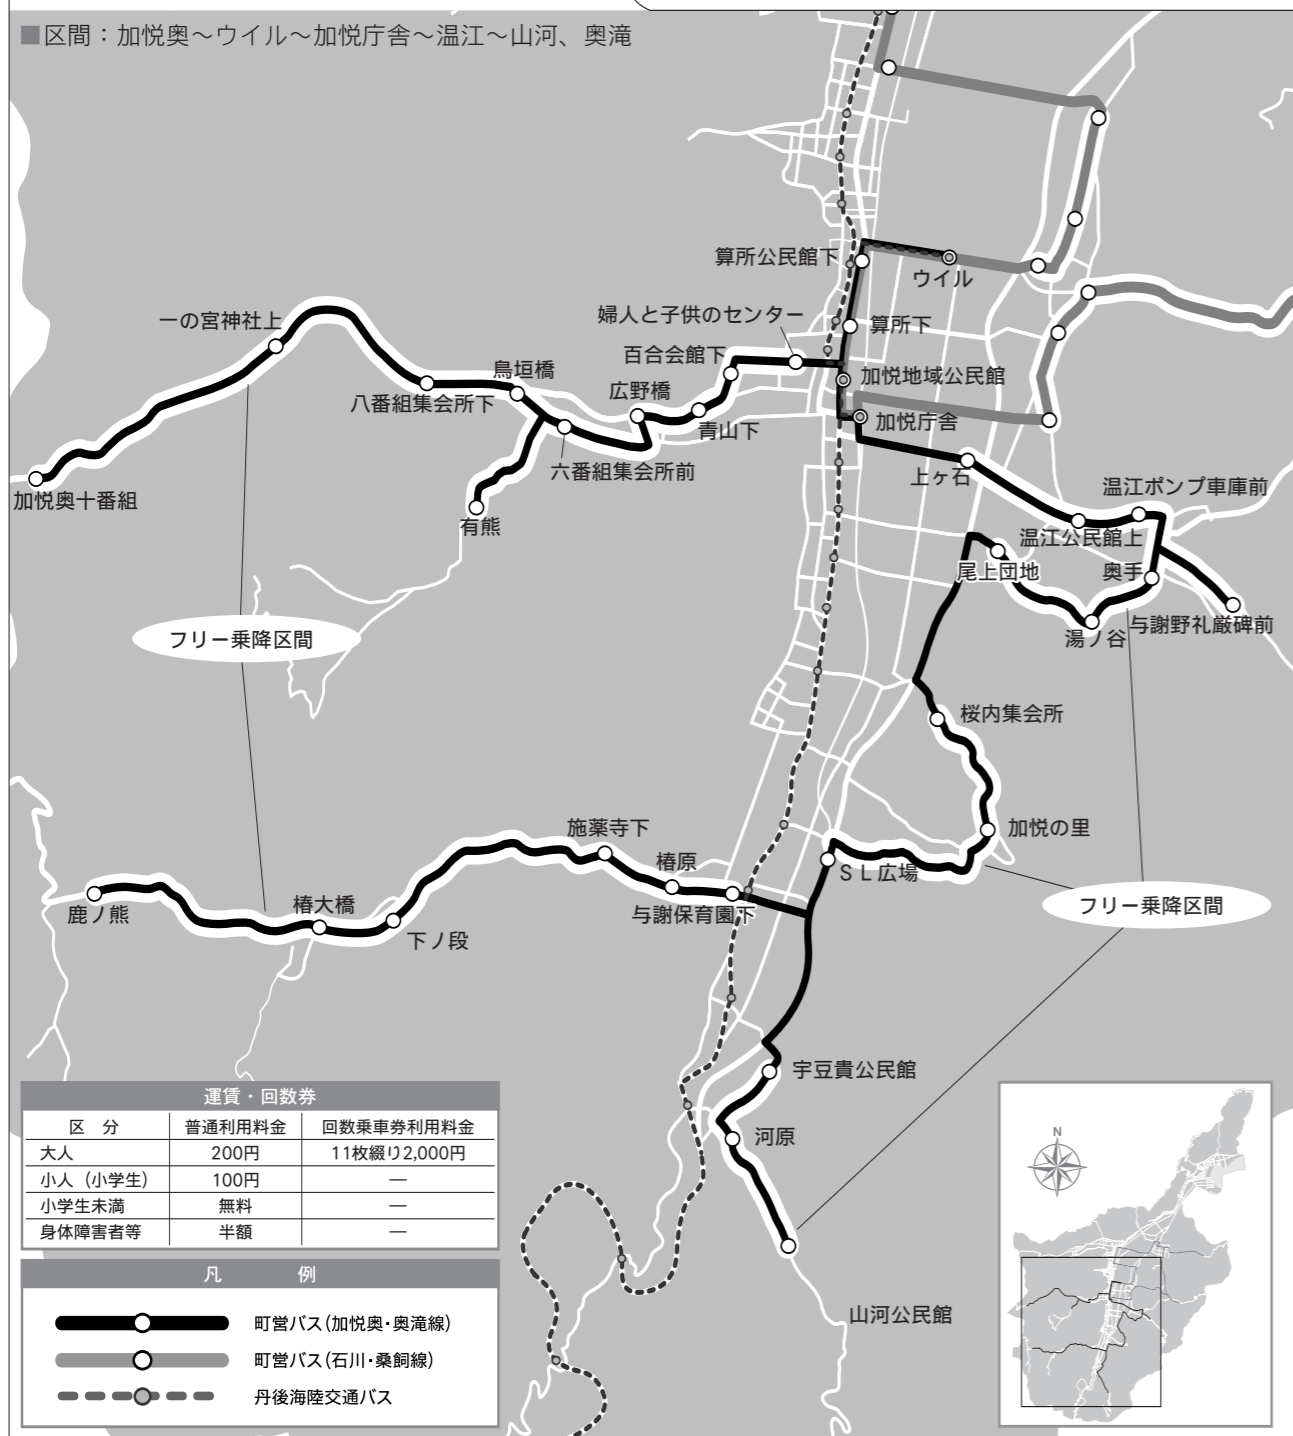 ■区間：加悦奥～ウイル～加悦庁舎～温江～山河、奥滝
算所公民館下
ウイル
一の宮神社上
婦人と子供のセンター
算所下
百合会館下
鳥垣橋
加悦地域公民館
八番組集会所下
広野橋
加悦庁舎
青山下
六番組集会所前
上ヶ石
温江ポンプ車庫前
加悦奥十番組
有熊
温江公民館上
尾上団地
奥手
与謝野礼厳碑前
湯ノ谷
フリー乗降区間
桜内集会所
施薬寺下
加悦の里
椿原
ＳＬ広場
鹿ノ熊
椿大橋
与謝保育園下
フリー乗降区間
下ノ段
宇豆貴公民館
河原
山河公民館
運賃・回数券
区　分 普通利用料金 回数乗車券利用料金
大人 200円 11枚綴り2,000円
小人（小学生） 100円 ―
小学生未満 無料 ―
身体障害者等 半額 ―
凡　例
町営バス(加悦奥･奥滝線)
町営バス(石川･桑飼線)
丹後海陸交通バス
N